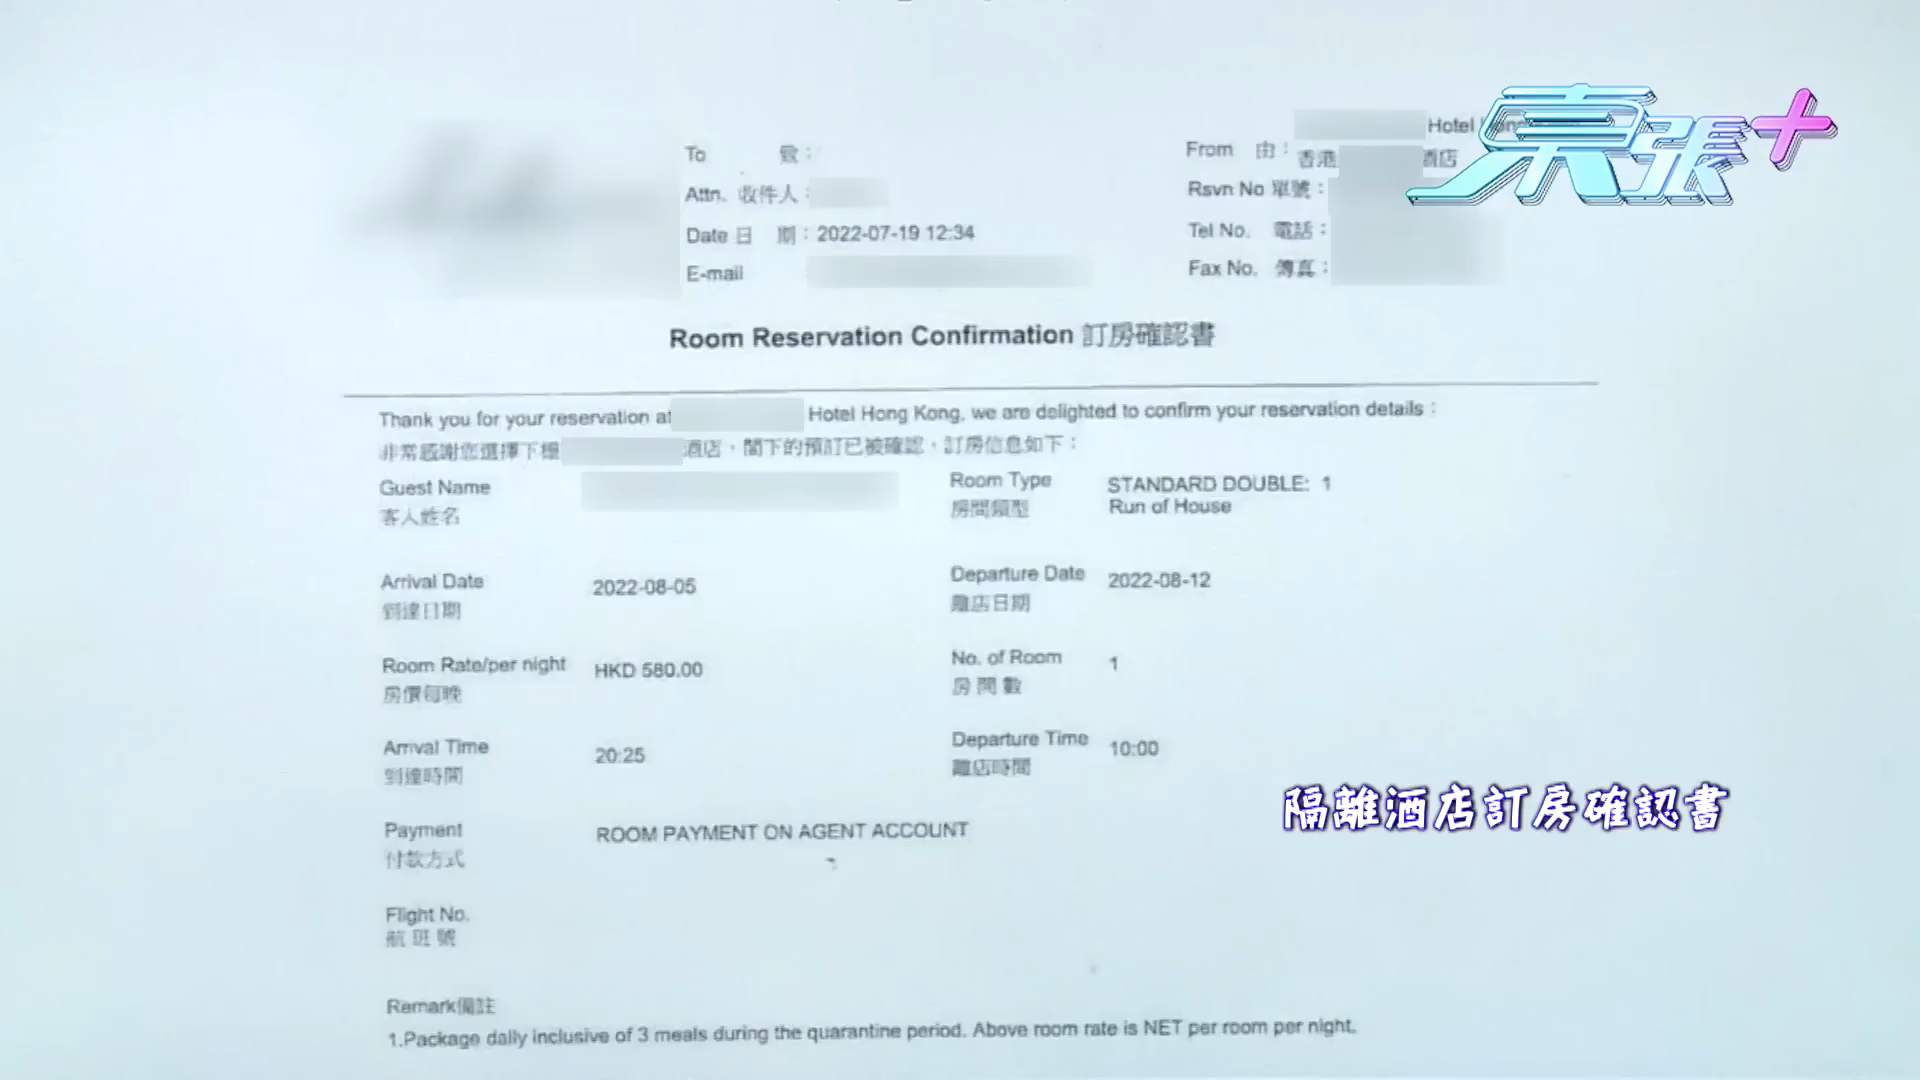 To 致：
Attn. 收件人：
Date 日 期：2022-07-19 12:34
E-mail
Hotel Hong
From 由：香港 酒店
Rsvn No 單號：
Tel No. 電話：
Fax No. 傳真：
東張+
Room Reservation Confirmation 訂房確認書
Thank you for your reservation at Hotel Hong Kong, we are delighted to confirm your reservation details：
非常感謝您選擇下榻 酒店，閣下的預訂已被確認，訂房信息如下：
Guest Name
客人姓名
Room Type STANDARD DOUBLE: 1
房間類型 Run of House
Arrival Date 2022-08-05
到達日期
Departure Date 2022-08-12
離店日期
Room Rate/per night HKD 580.00
房價每晚
No. of Room 1
房間數
Arrival Time 20:25
到達時間
Departure Time 10:00
離店時間
隔離酒店訂房確認書
Payment ROOM PAYMENT ON AGENT ACCOUNT
付款方式
Flight No.
航班號
Remark備註
1.Package daily inclusive of 3 meals during the quarantine period. Above room rate is NET per room per night.